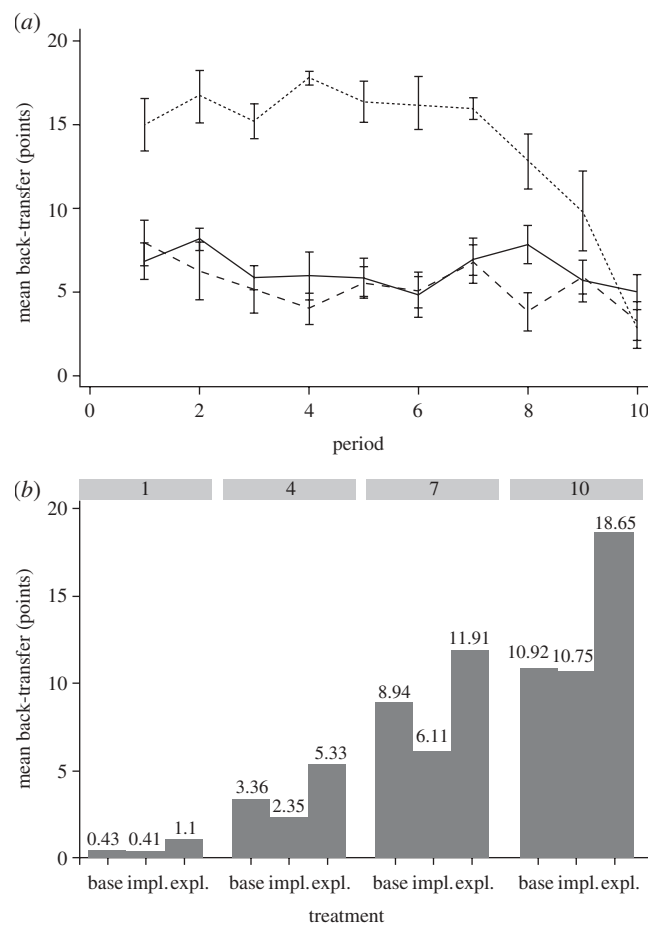 (a)
20
15
10
5
0
mean back-transfer (points)
0 2 4 6 8 10
period
(b)
1 4 7 10
20
15
10
5
0
mean back-transfer (points)
0.43 0.41 1.1
3.36 2.35 5.33
8.94 6.11 11.91
10.92 10.75 18.65
base impl. expl. base impl. expl. base impl. expl. base impl. expl.
treatment